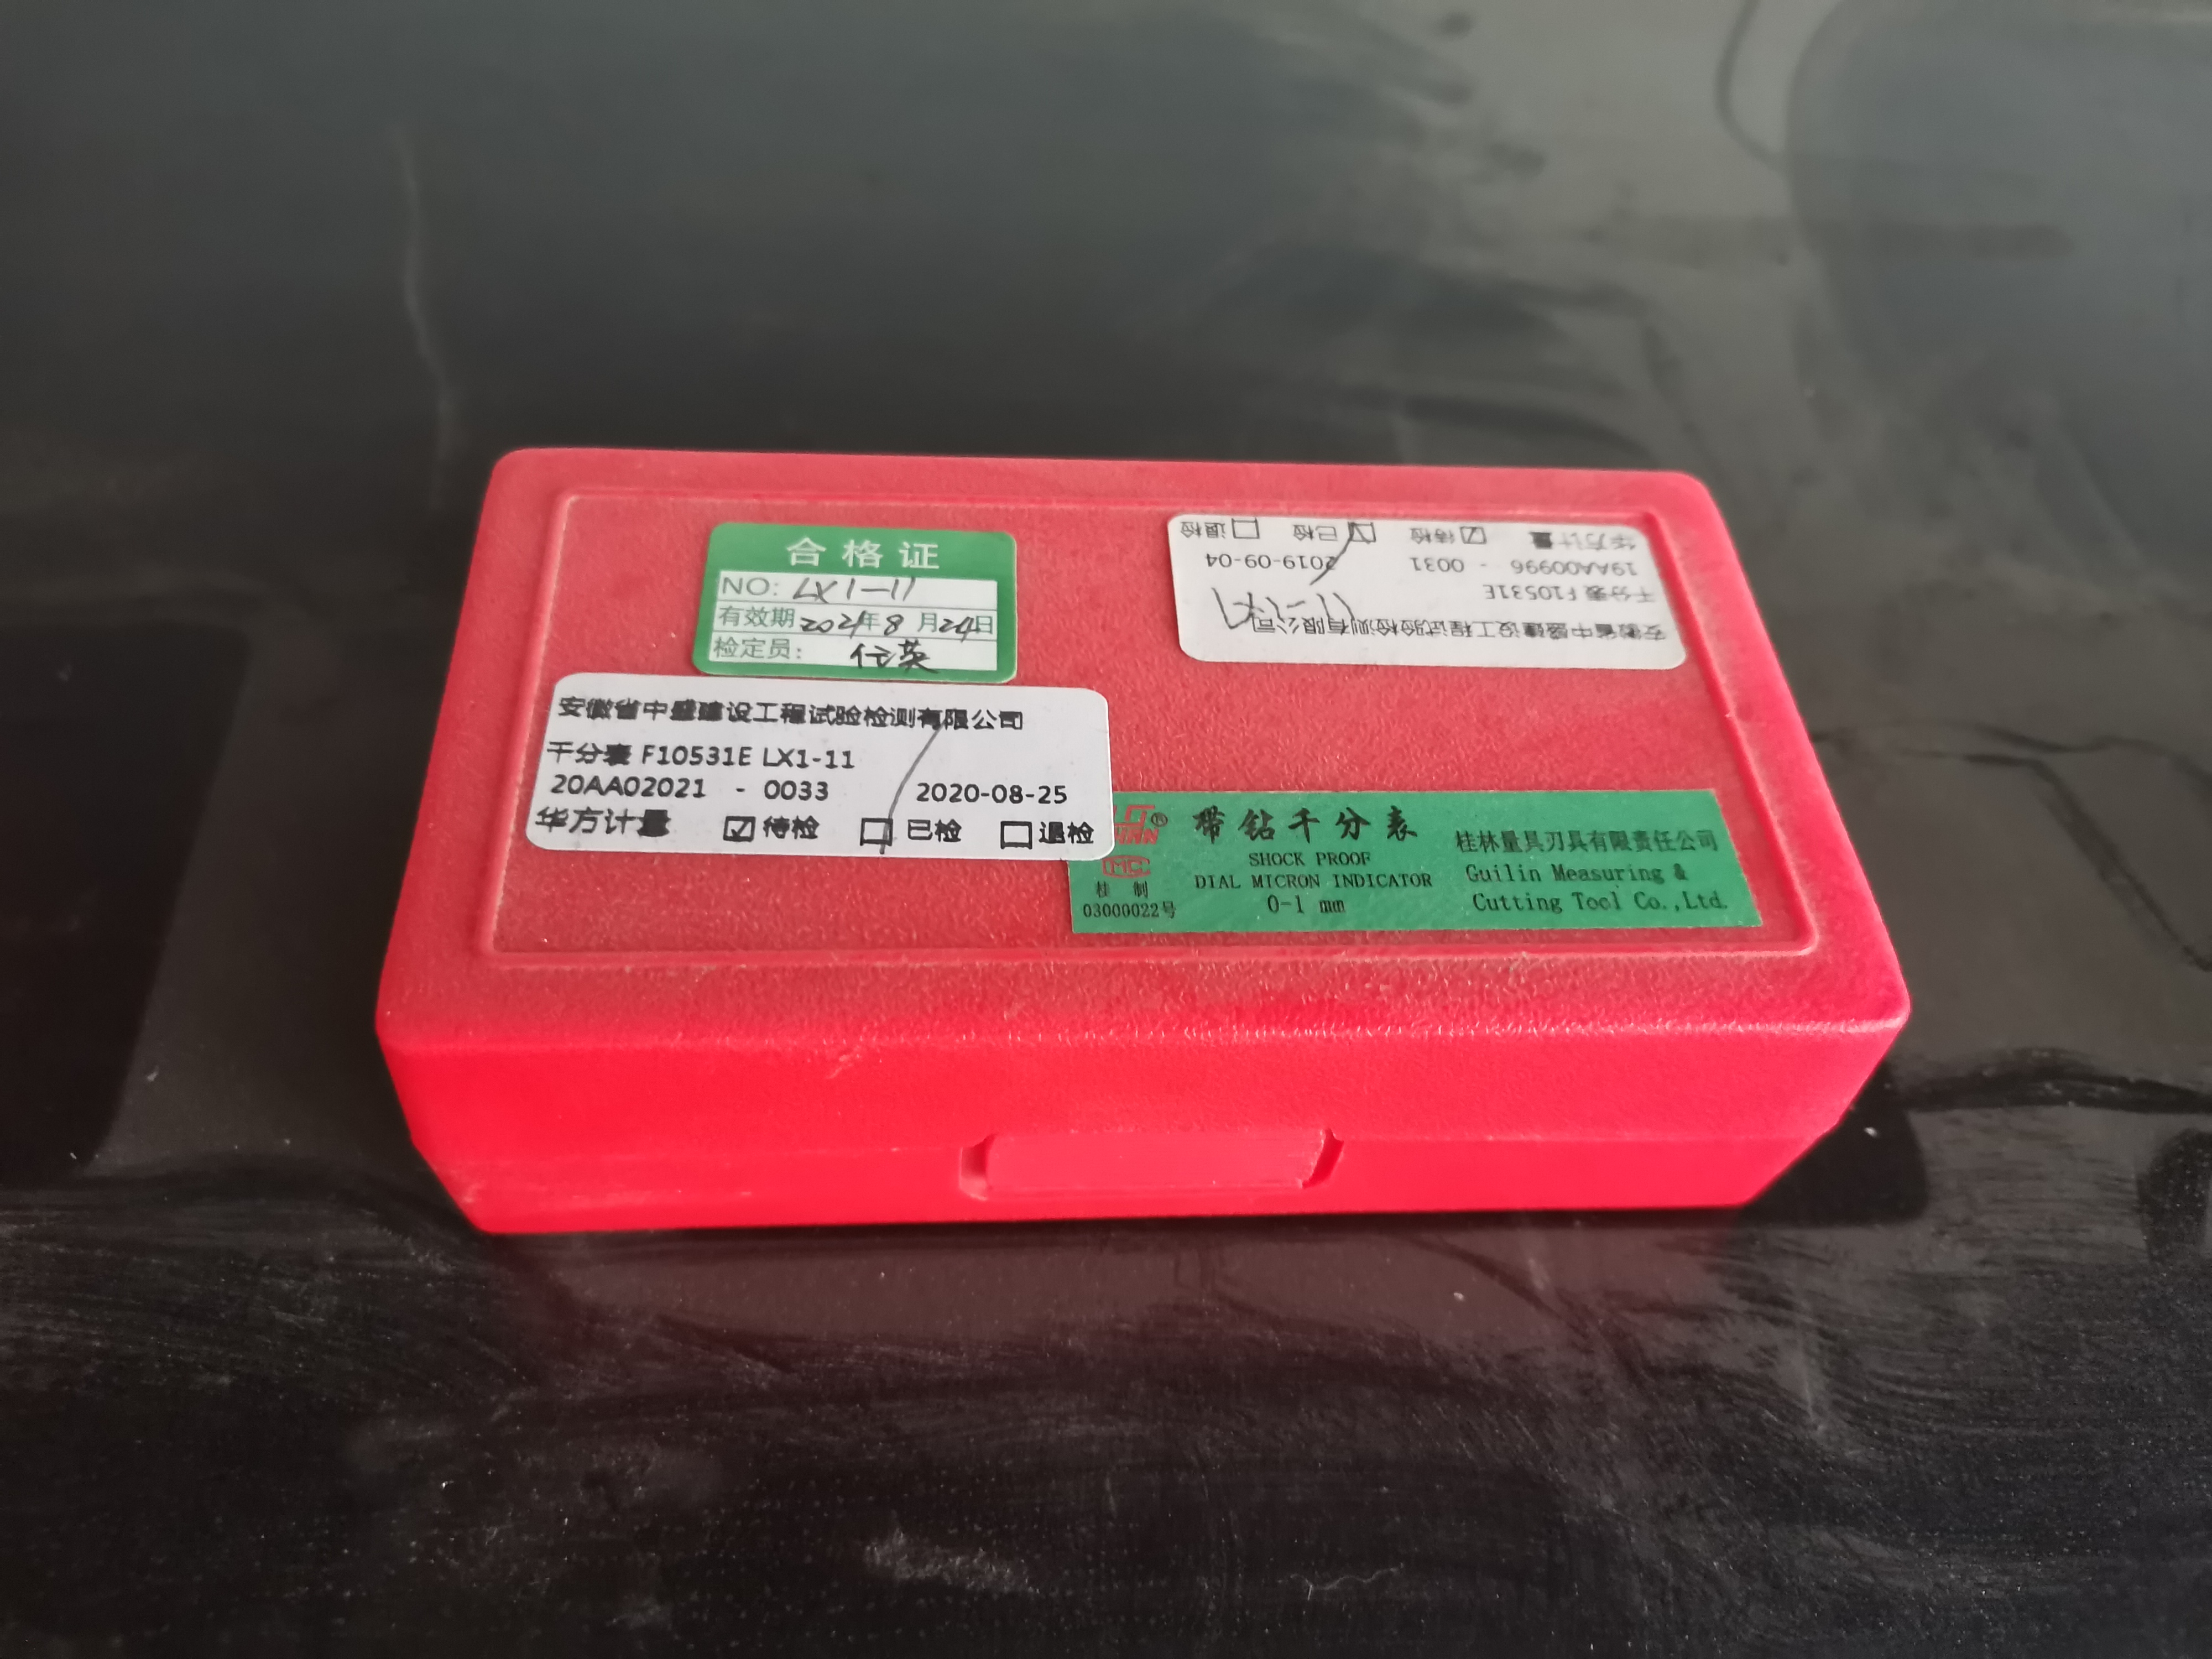 合格证
NO: LX1-11
有效期 2021年8月24日
检定员: 任英
安徽省中盛建设工程试验检测有限公司
千分表 F10531E LX1-11
20AA02021 - 0033 2020-08-25
华方计量 ☑待检 □已检 □退检
安徽省中盛建设工程试验检测有限公司
千分表 F10531E
19AA00996 - 0031 2019-09-04
华方计量 ☑待检 ☑已检 □退检
带钻千分表
SHOCK PROOF
DIAL MICRON INDICATOR
0-1 mm
MC
桂 制
03000022号
桂林量具刃具有限责任公司
Guilin Measuring &
Cutting Tool Co.,Ltd.